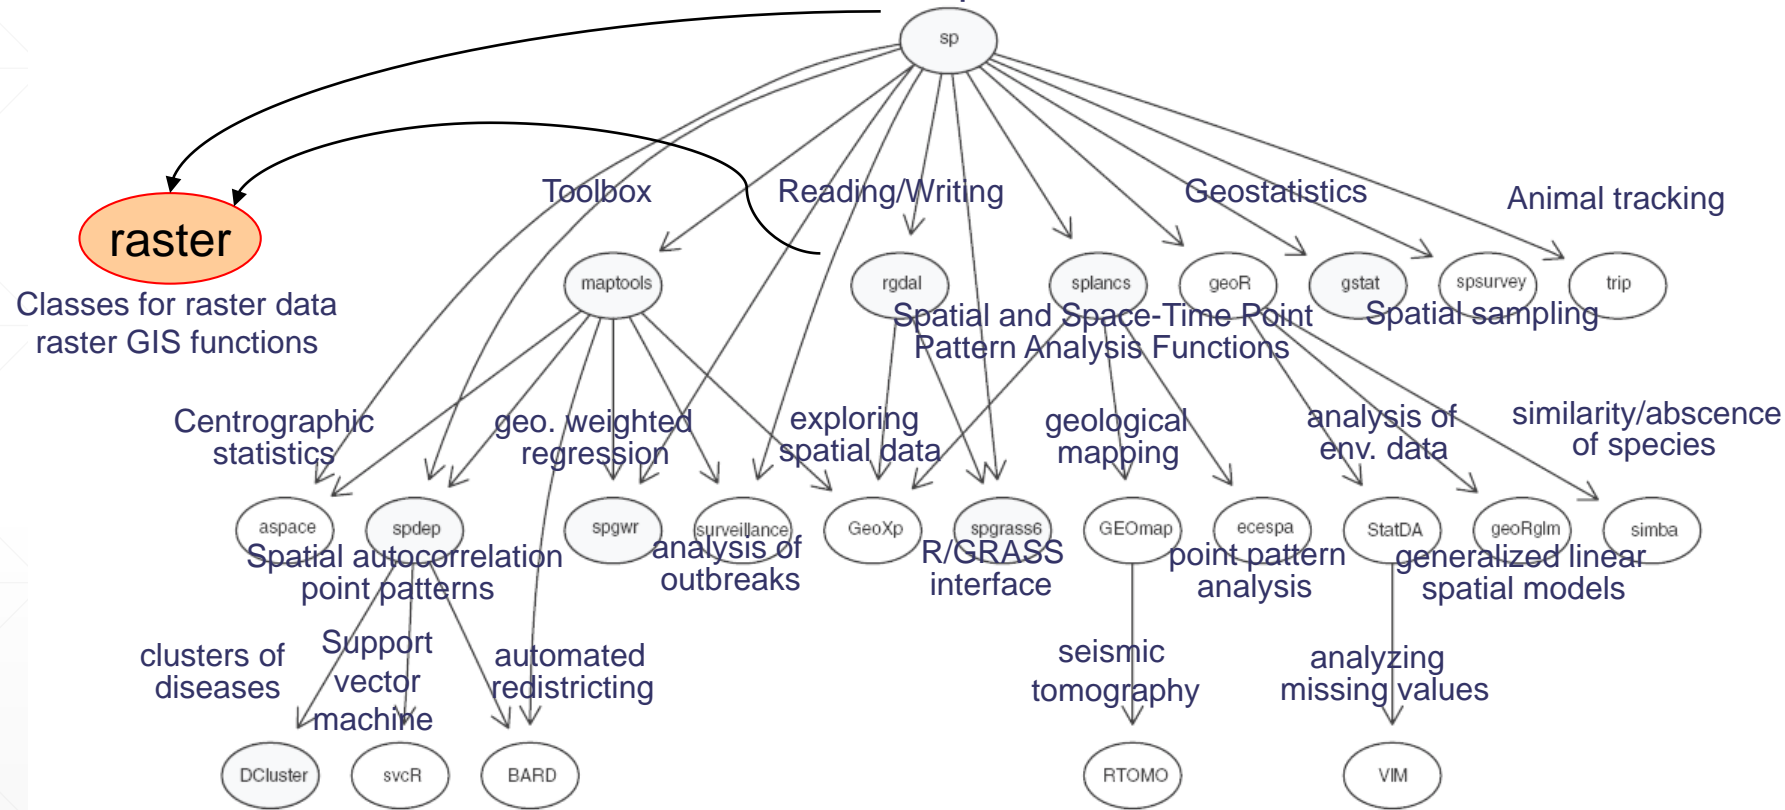 sp
Toolbox
Reading/Writing
Geostatistics
Animal tracking
raster
Classes for raster data
raster GIS functions
maptools
rgdal
splancs
geoR
gstat
spsurvey
trip
Spatial and Space-Time Point
Pattern Analysis Functions
Spatial sampling
Centrographic
statistics
geo. weighted
regression
exploring
spatial data
geological
mapping
analysis of
env. data
similarity/abscence
of species
aspace
spdep
spgwr
surveillance
GeoXp
spgrass6
GEOmap
ecespa
StatDA
geoRglm
simba
Spatial autocorrelation
point patterns
analysis of
outbreaks
R/GRASS
interface
point pattern
analysis
generalized linear
spatial models
clusters of
diseases
Support
vector
machine
automated
redistricting
seismic
tomography
analyzing
missing values
DCluster
svcR
BARD
RTOMO
VIM